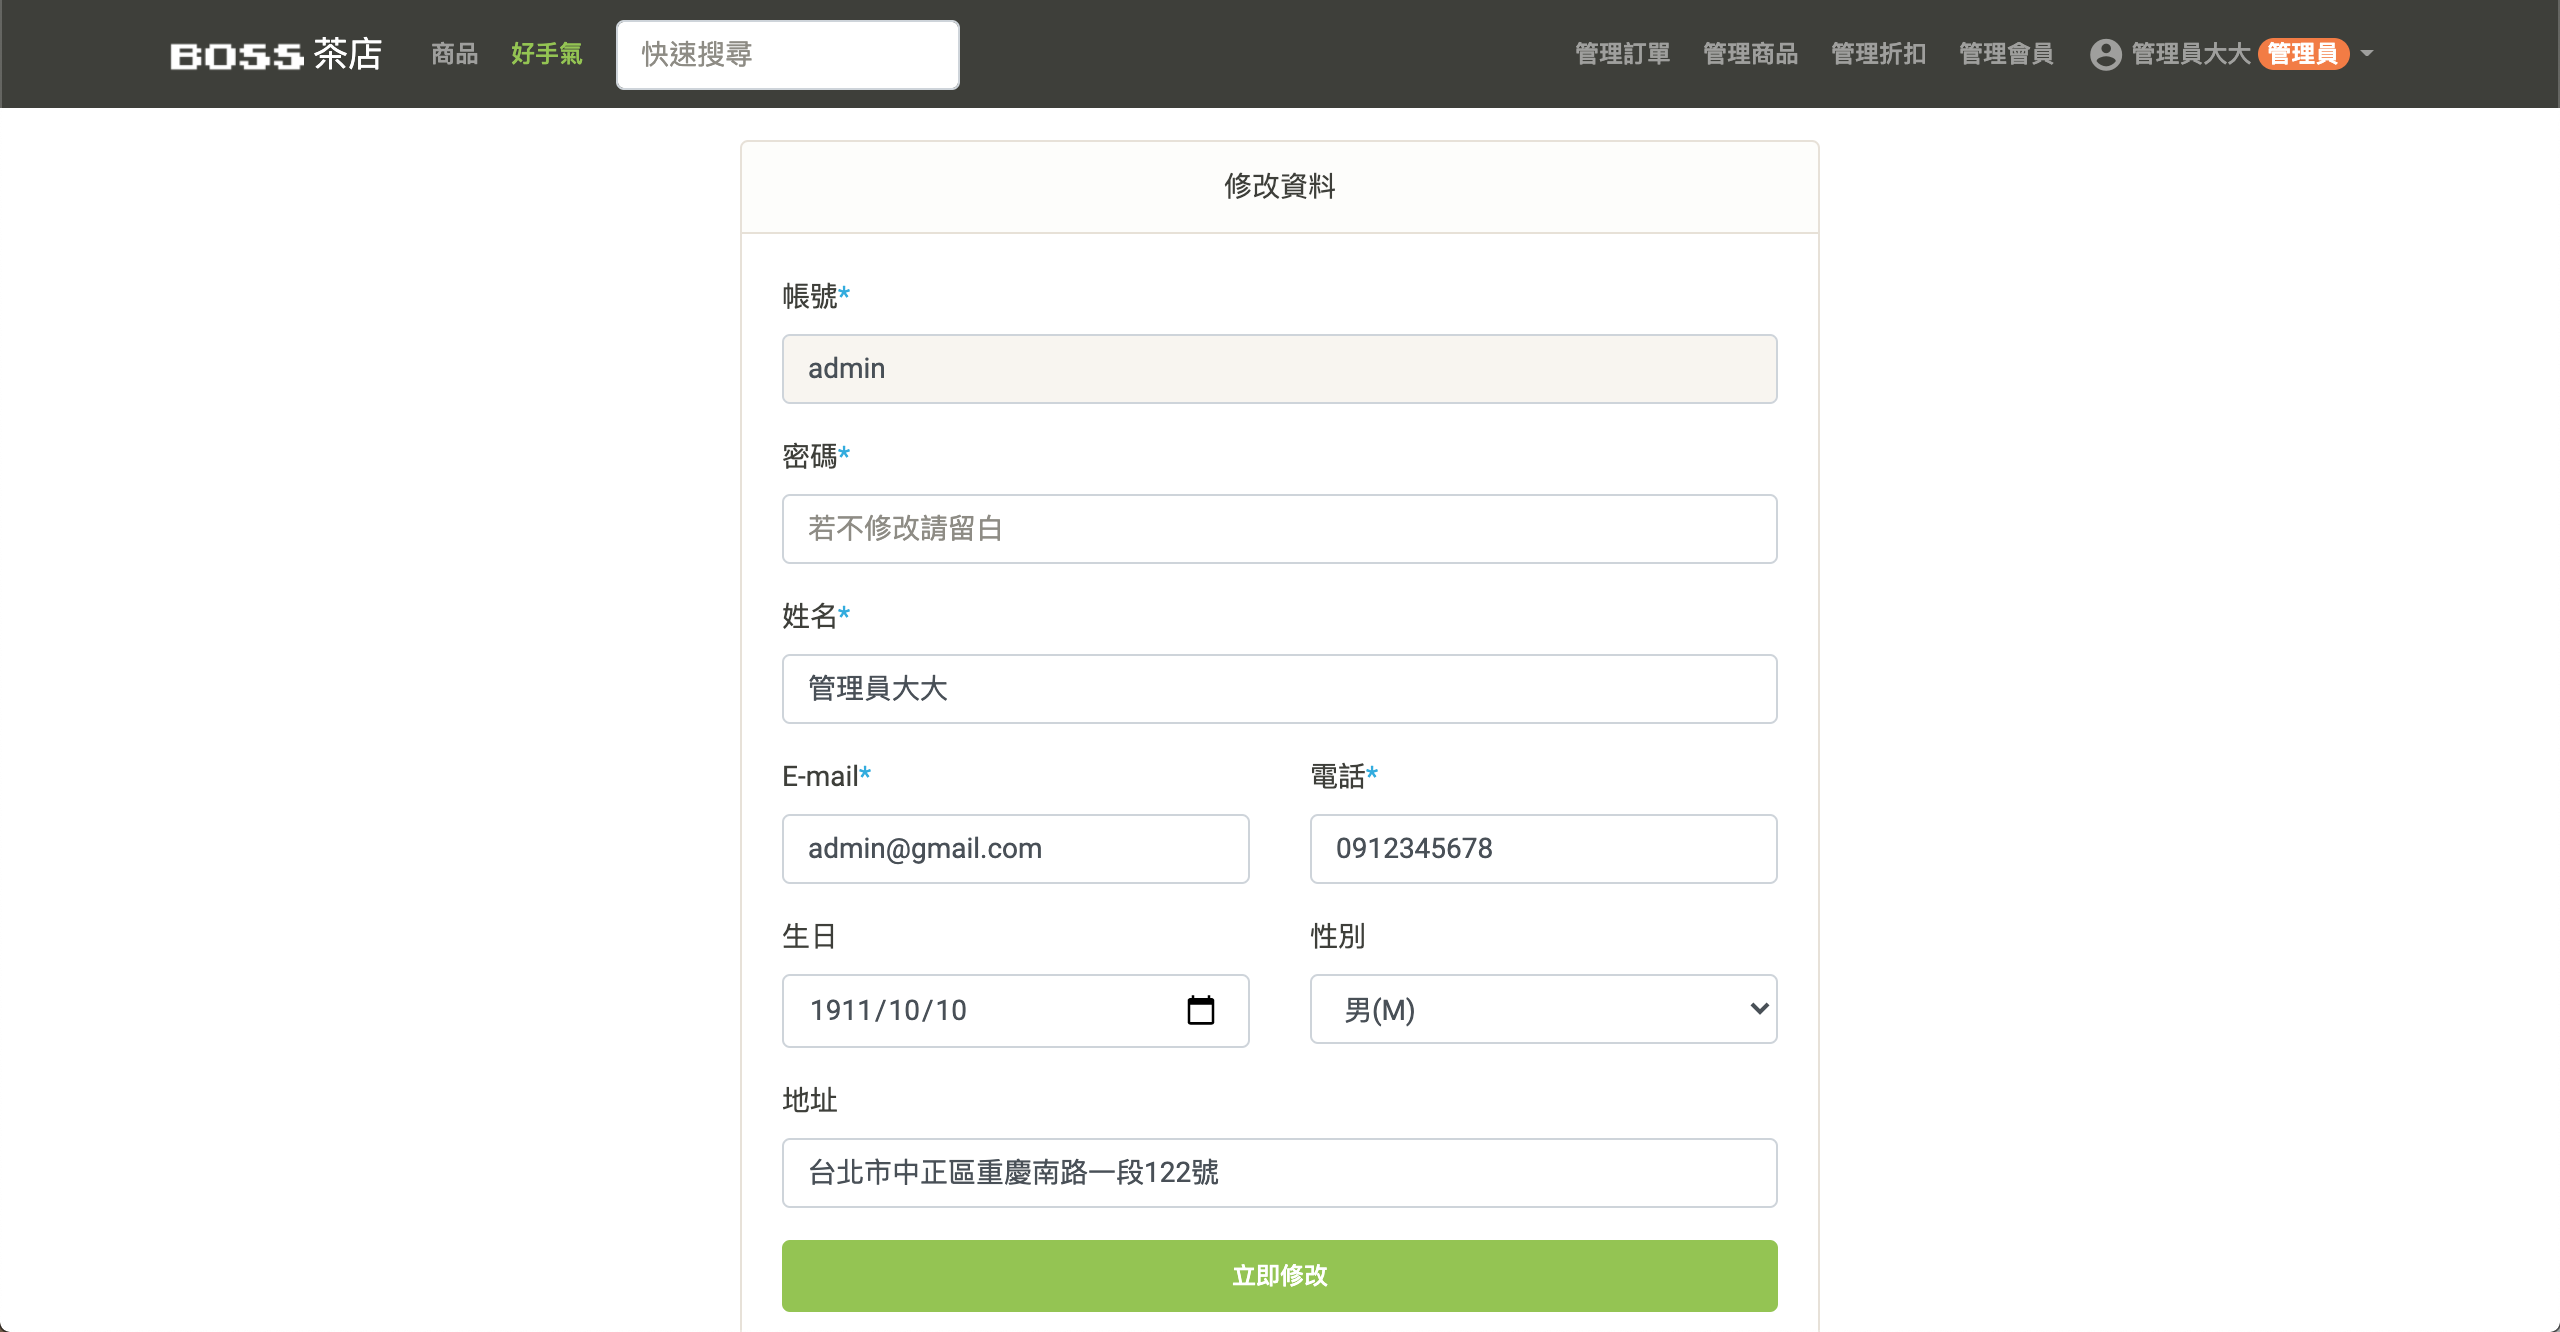 BOSS 茶店 商品 好手氣 快速搜尋 管理訂單 管理商品 管理折扣 管理會員 管理員大大 管理員
修改資料
帳號*
admin
密碼*
若不修改請留白
姓名*
管理員大大
E-mail* 電話*
admin@gmail.com 0912345678
生日 性別
1911/10/10 男(M)
地址
台北市中正區重慶南路一段122號
立即修改